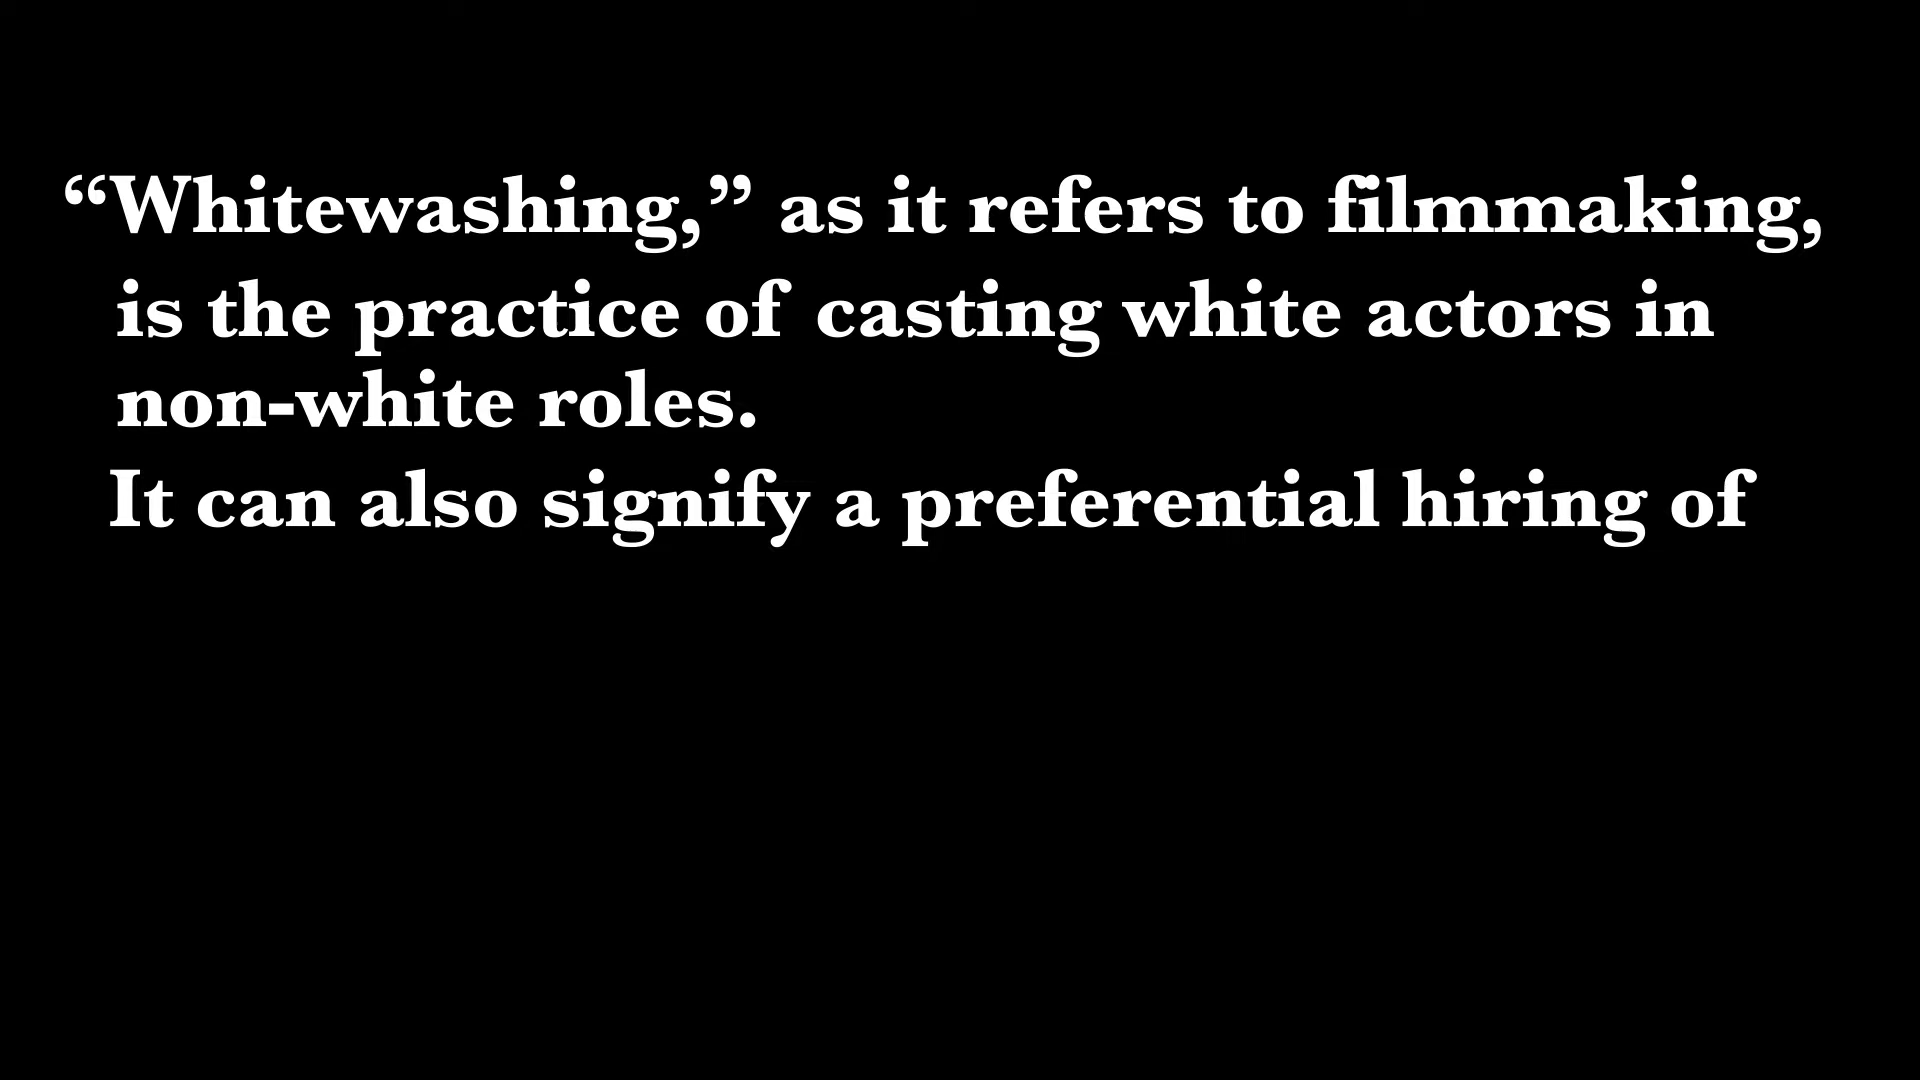 “Whitewashing,” as it refers to filmmaking,
is the practice of casting white actors in
non-white roles.
It can also signify a preferential hiring of